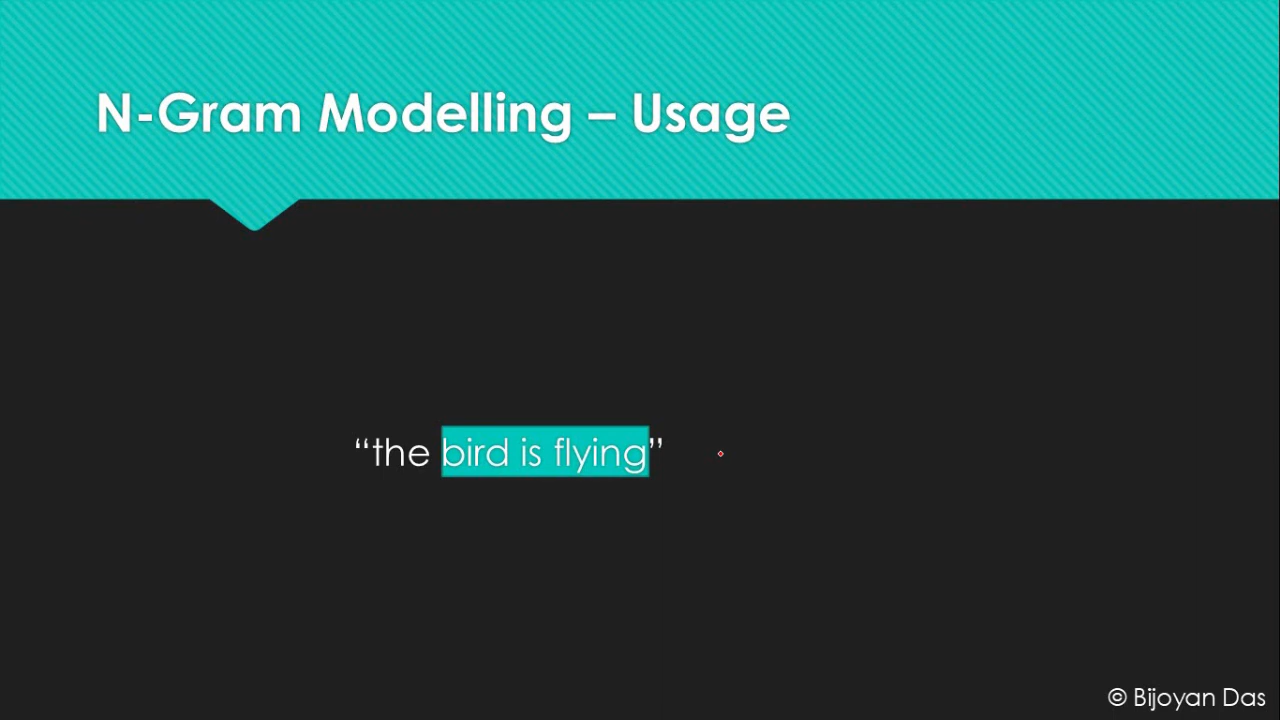 N-Gram Modelling – Usage
“the bird is flying”
© Bijoyan Das